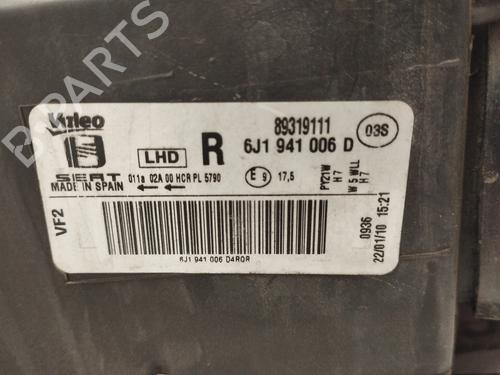 Valeo
SEAT
MADE IN SPAIN
VF2
LHD
R
89319111
6J1 941 006 D
03S
011a 02A 00 HCR PL 5790
E 9 17,5
PY21W
H7
W5WLL
H7
0936
22/01/10 15:21
6J1 941 006 D4RQR
B-PARTS